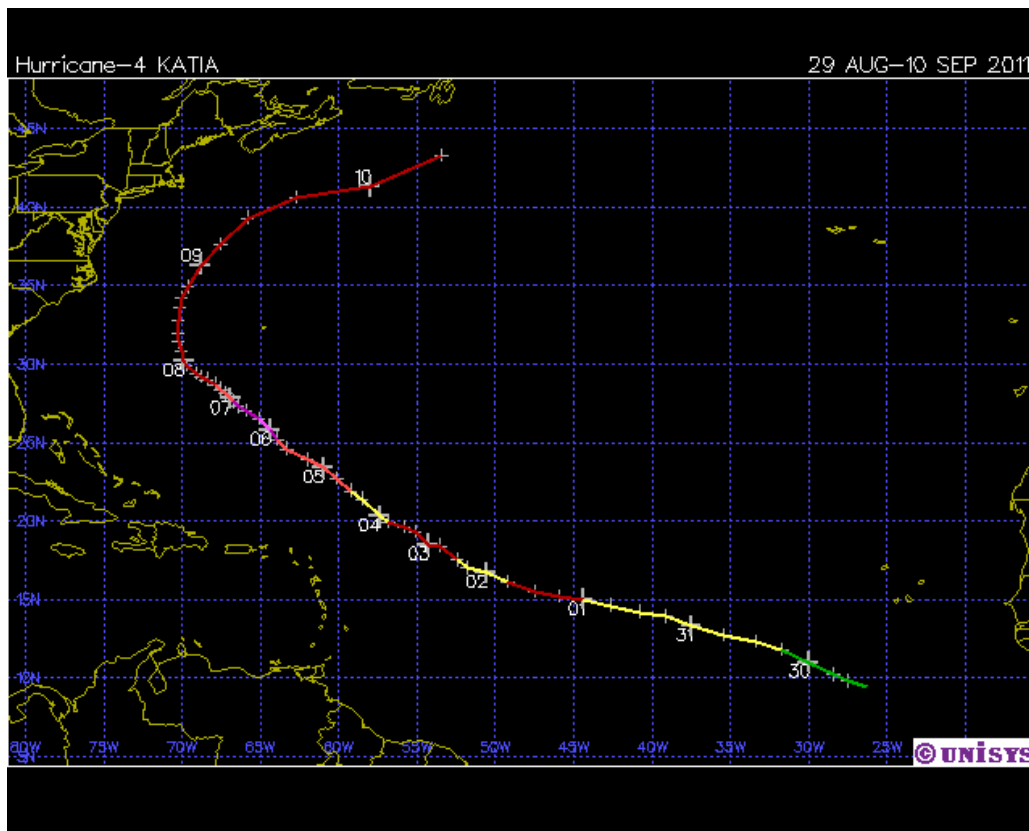 Hurricane-4 KATIA 29 AUG-10 SEP 2011
45N
10
40N
09
35N
30N
08
07
06
25N
05
04
20N
03
02
15N
01
31
30
10N
80W 75W 70W 65W 60W 55W 50W 45W 40W 35W 30W 25W
5N
© UNISYS